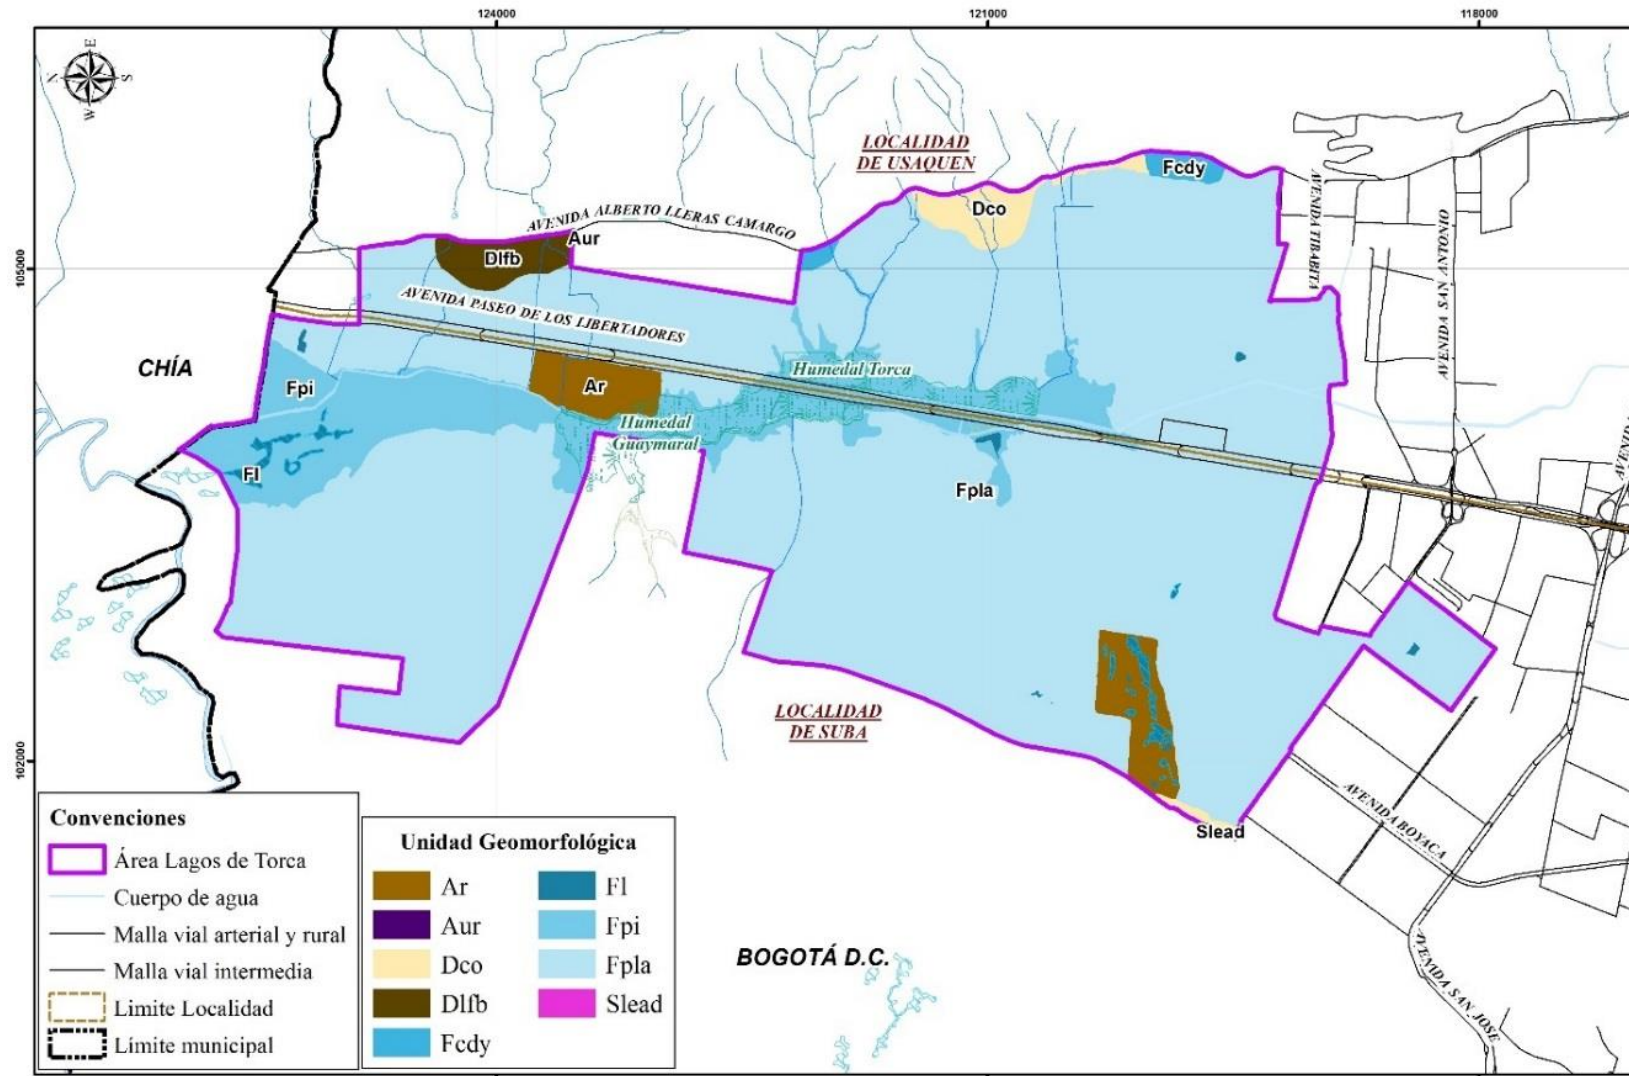 124000
121000
118000
E
N
S
W
LOCALIDAD
DE USAQUEN
Fcdy
Dco
AVENIDA TIBABITA
AVENIDA SAN ANTONIO
AVENIDA ALBERTO LLERAS CAMARGO
Aur
Dlfb
105000
AVENIDA PASEO DE LOS LIBERTADORES
CHÍA
Fpi
Ar
Humedal Torca
Humedal
Guaymaral
Fl
Fpla
AVENIDA
LOCALIDAD
DE SUBA
102000
Slead
AVENIDA BOYACA
BOGOTÁ D.C.
AVENIDA SAN JOSE
Convenciones
Área Lagos de Torca
Cuerpo de agua
Malla vial arterial y rural
Malla vial intermedia
Limite Localidad
Límite municipal
Unidad Geomorfológica
Ar
Aur
Dco
Dlfb
Fcdy
Fl
Fpi
Fpla
Slead